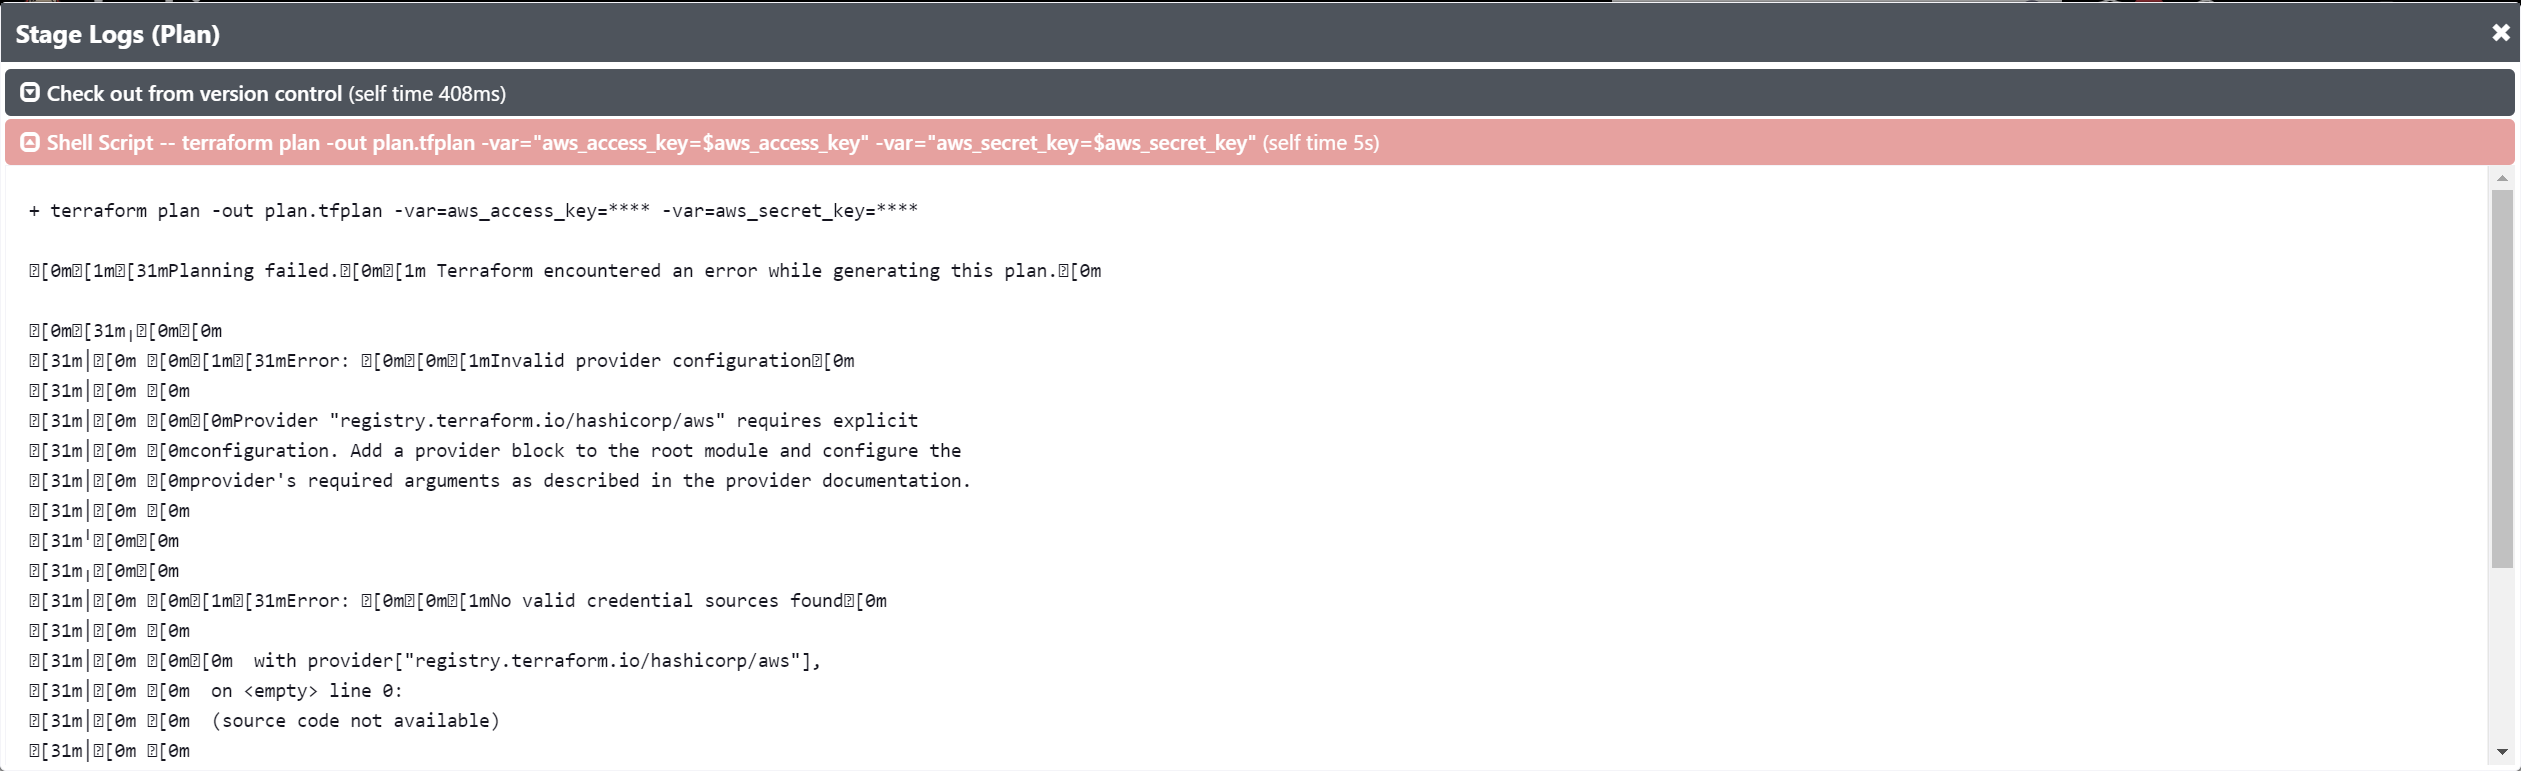 Stage Logs (Plan)
Check out from version control (self time 408ms)
Shell Script -- terraform plan -out plan.tfplan -var="aws_access_key=$aws_access_key" -var="aws_secret_key=$aws_secret_key" (self time 5s)
+ terraform plan -out plan.tfplan -var=aws_access_key=**** -var=aws_secret_key=****
␛[0m␛[1m␛[31mPlanning failed.␛[0m␛[1m Terraform encountered an error while generating this plan.␛[0m
␛[0m␛[31m╷␛[0m␛[0m
␛[31m│␛[0m ␛[0m␛[1m␛[31mError: ␛[0m␛[0m␛[1mInvalid provider configuration␛[0m
␛[31m│␛[0m ␛[0m
␛[31m│␛[0m ␛[0m␛[0mProvider "registry.terraform.io/hashicorp/aws" requires explicit
␛[31m│␛[0m ␛[0mconfiguration. Add a provider block to the root module and configure the
␛[31m│␛[0m ␛[0mprovider's required arguments as described in the provider documentation.
␛[31m│␛[0m ␛[0m
␛[31m╵␛[0m␛[0m
␛[31m╷␛[0m␛[0m
␛[31m│␛[0m ␛[0m␛[1m␛[31mError: ␛[0m␛[0m␛[1mNo valid credential sources found␛[0m
␛[31m│␛[0m ␛[0m
␛[31m│␛[0m ␛[0m␛[0m  with provider["registry.terraform.io/hashicorp/aws"],
␛[31m│␛[0m ␛[0m  on <empty> line 0:
␛[31m│␛[0m ␛[0m  (source code not available)
␛[31m│␛[0m ␛[0m